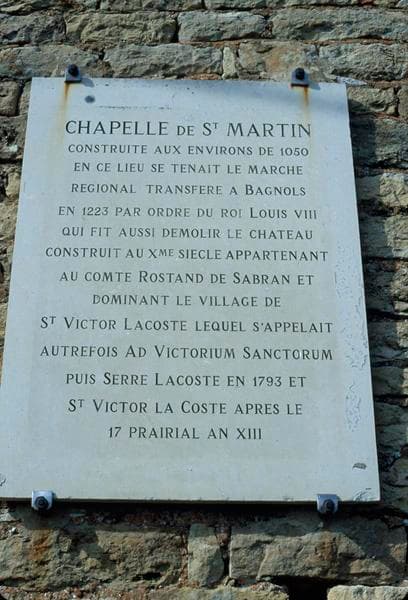 CHAPELLE DE ST MARTIN
CONSTRUITE AUX ENVIRONS DE 1050
EN CE LIEU SE TENAIT LE MARCHE
REGIONAL TRANSFERE A BAGNOLS
EN 1223 PAR ORDRE DU ROI LOUIS VIII
QUI FIT AUSSI DEMOLIR LE CHATEAU
CONSTRUIT AU XME SIECLE APPARTENANT
AU COMTE ROSTAND DE SABRAN ET
DOMINANT LE VILLAGE DE
ST VICTOR LACOSTE LEQUEL S'APPELAIT
AUTREFOIS AD VICTORIUM SANCTORUM
PUIS SERRE LACOSTE EN 1793 ET
ST VICTOR LA COSTE APRES LE
17 PRAIRIAL AN XIII